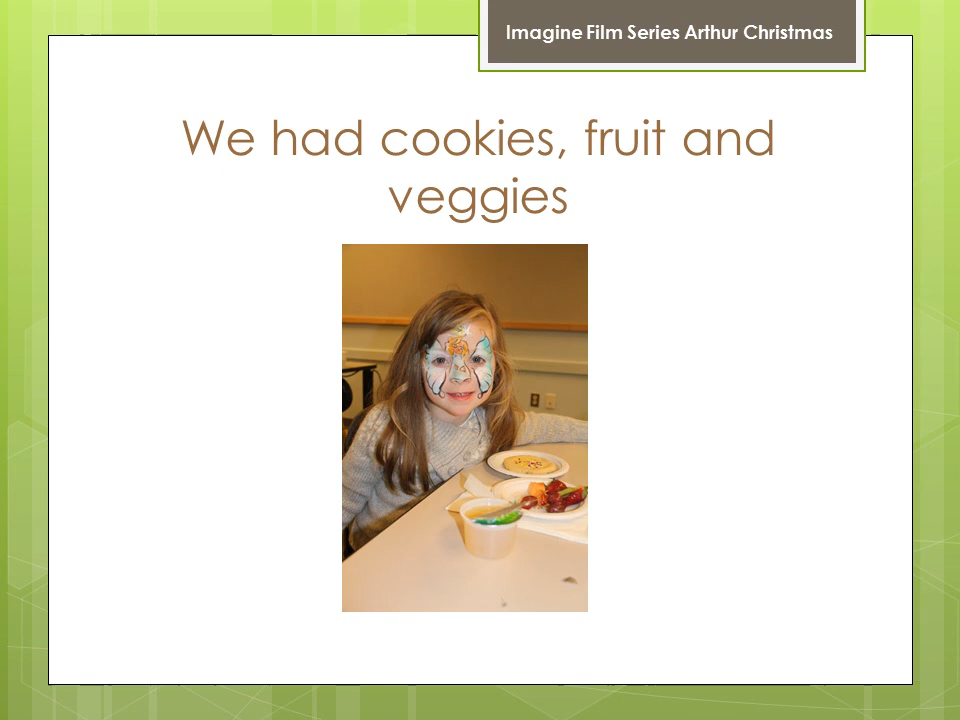 Imagine Film Series Arthur Christmas
We had cookies, fruit and
veggies